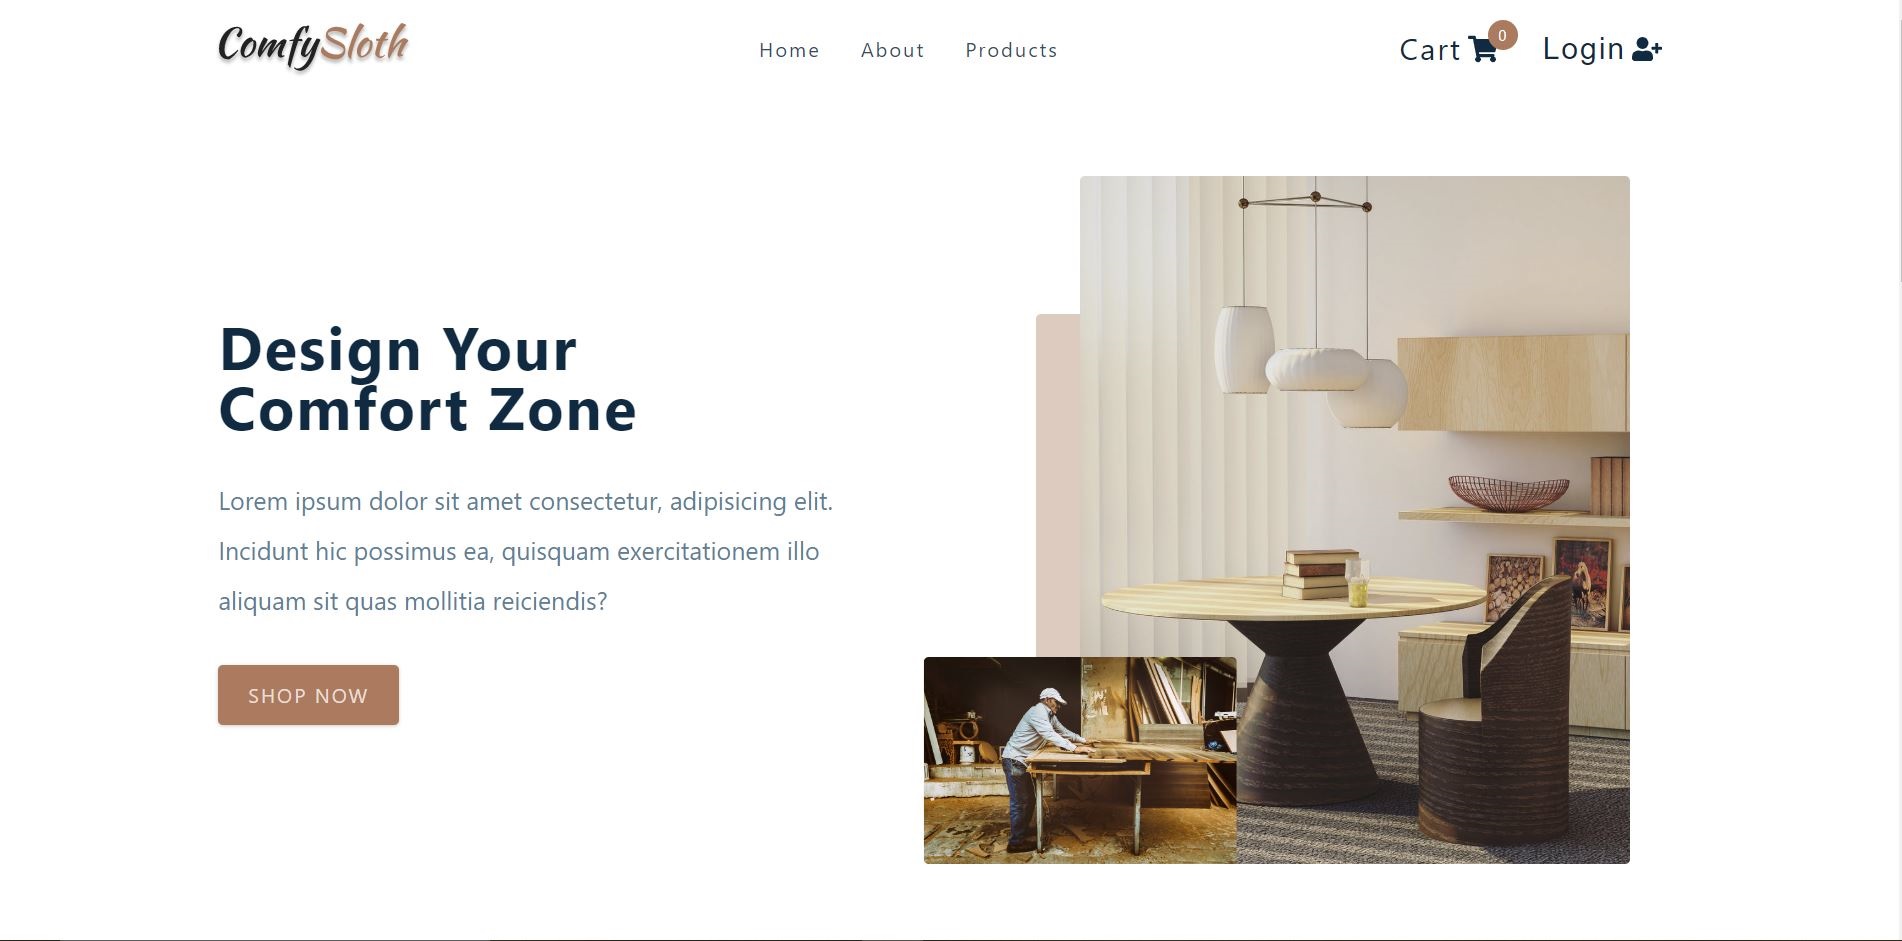 ComfySloth
Home About Products
Cart 0 Login
Design Your
Comfort Zone
Lorem ipsum dolor sit amet consectetur, adipisicing elit.
Incidunt hic possimus ea, quisquam exercitationem illo
aliquam sit quas mollitia reiciendis?
SHOP NOW